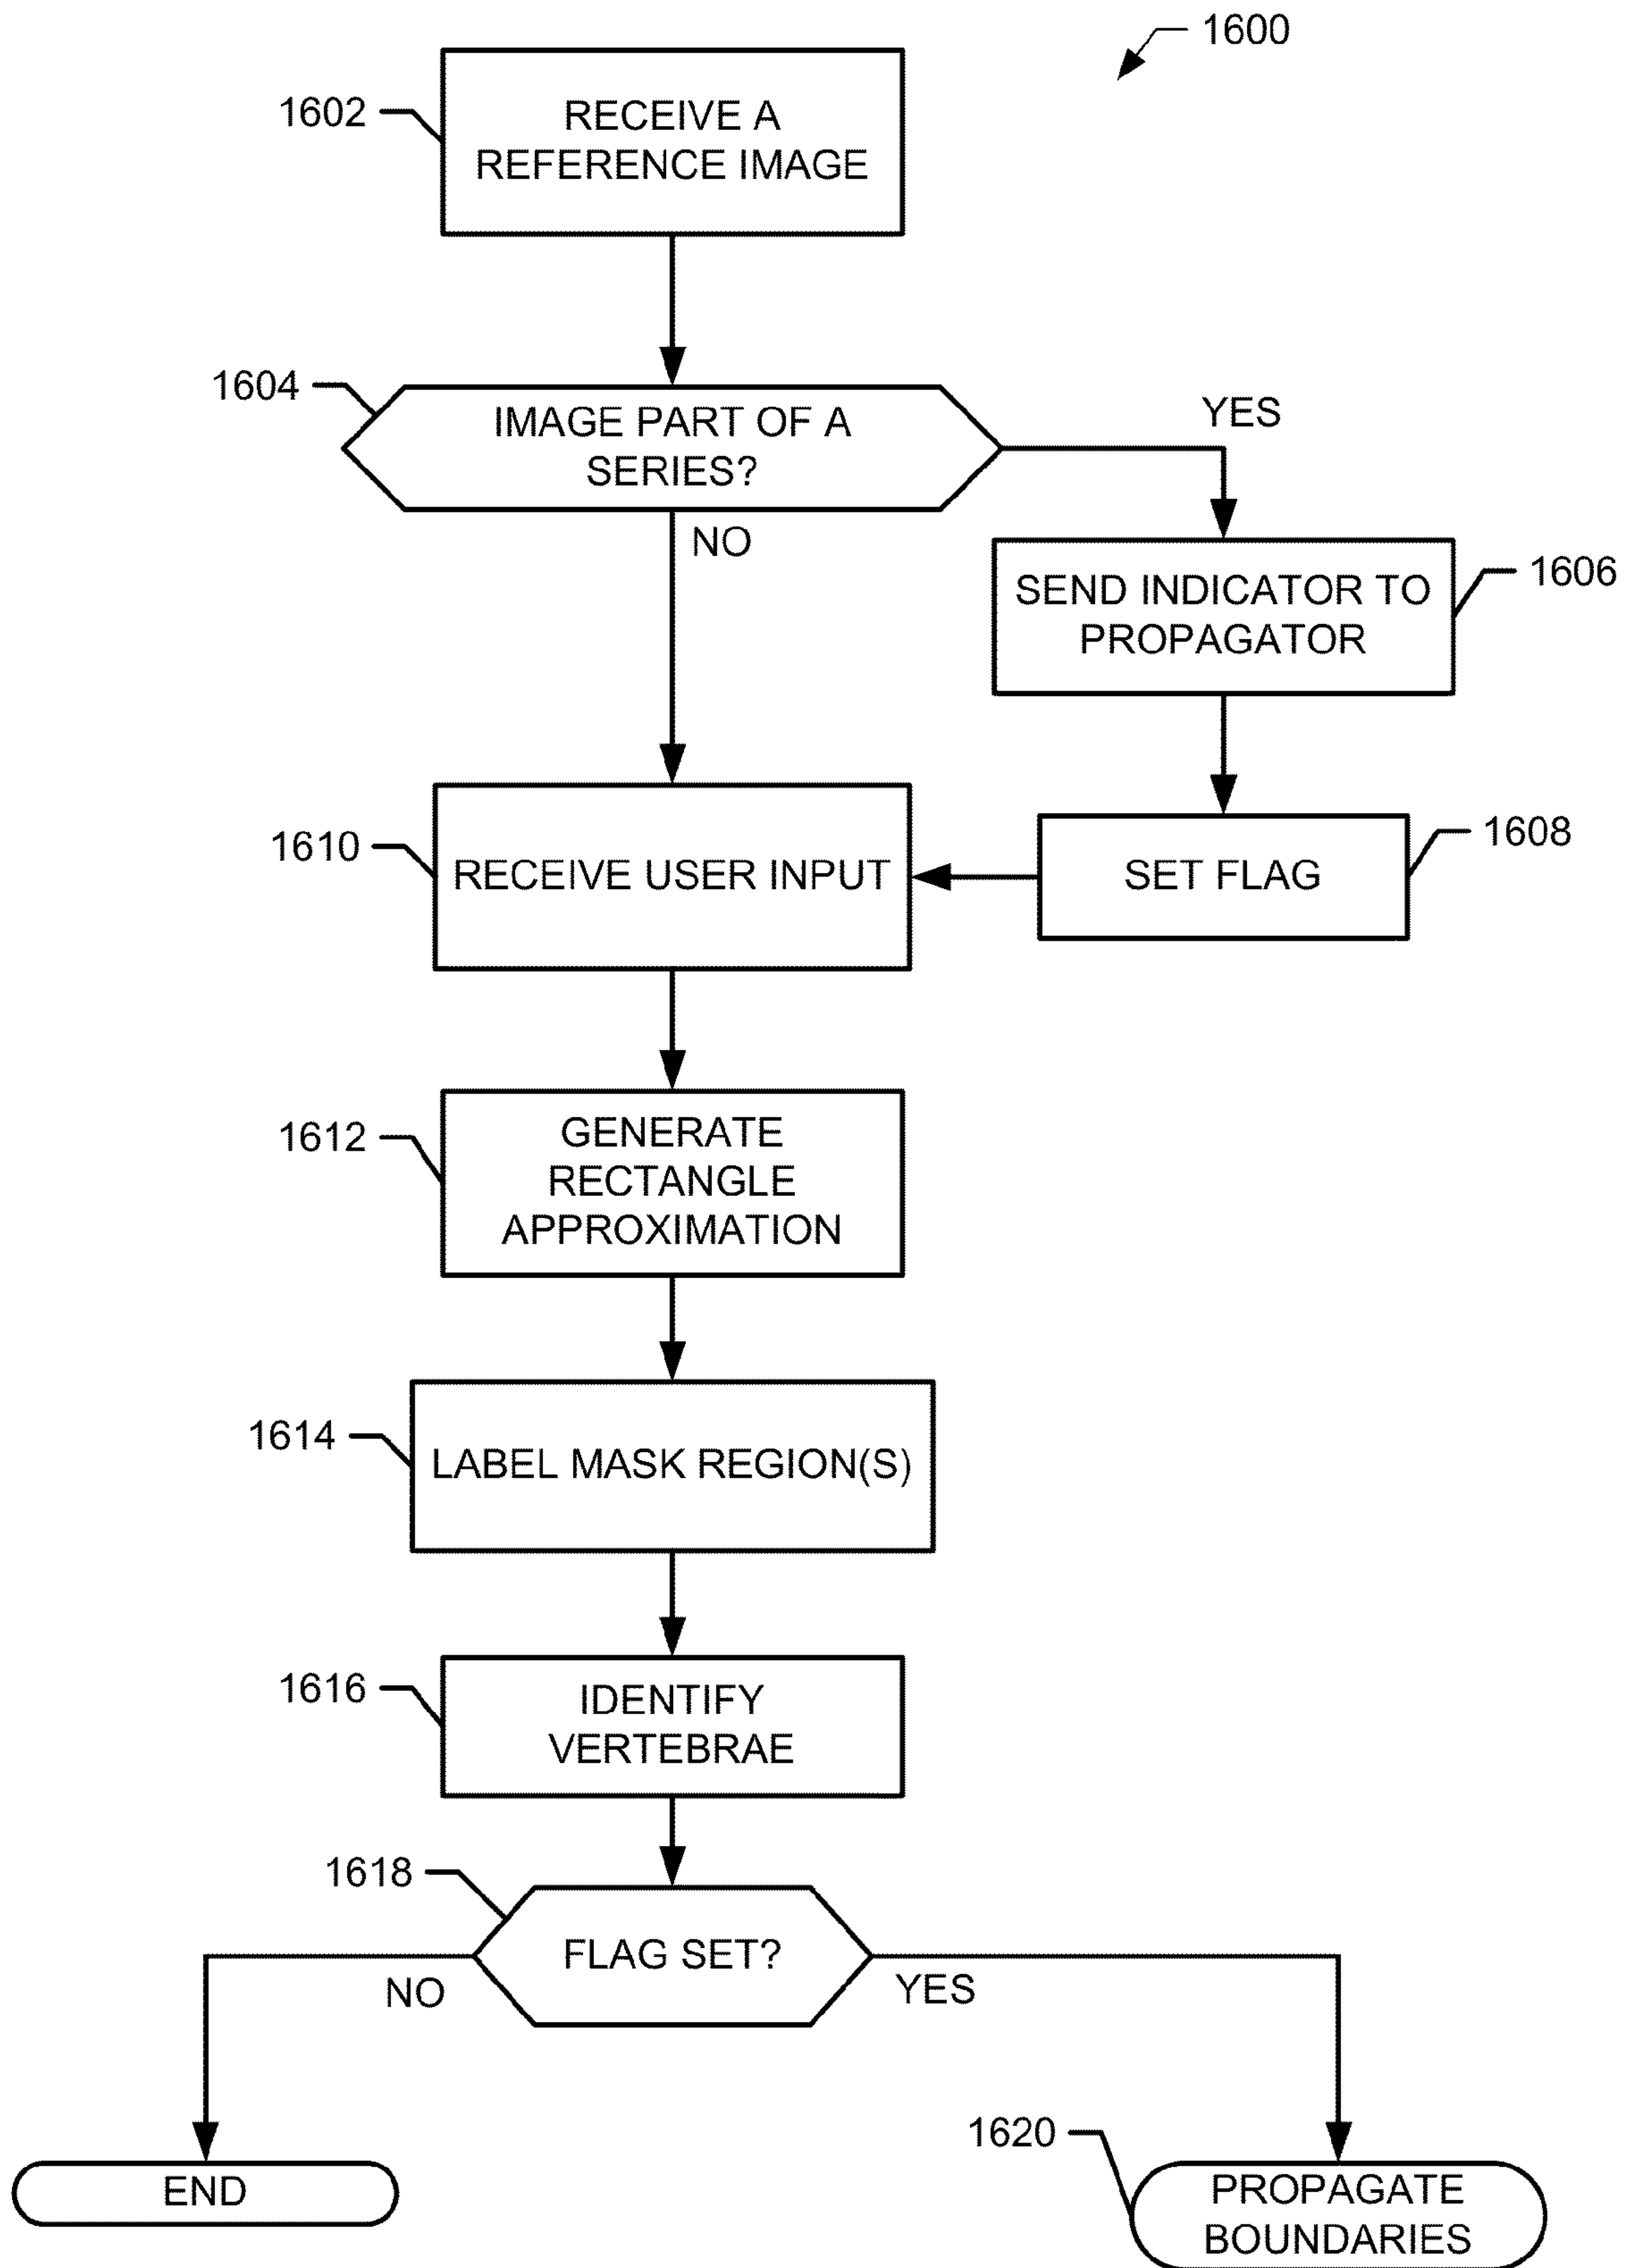 1600
1602
RECEIVE A
REFERENCE IMAGE
1604
IMAGE PART OF A
SERIES?
YES
NO
1606
SEND INDICATOR TO
PROPAGATOR
1608
SET FLAG
1610
RECEIVE USER INPUT
1612
GENERATE
RECTANGLE
APPROXIMATION
1614
LABEL MASK REGION(S)
1616
IDENTIFY
VERTEBRAE
1618
FLAG SET?
NO
YES
END
1620
PROPAGATE
BOUNDARIES